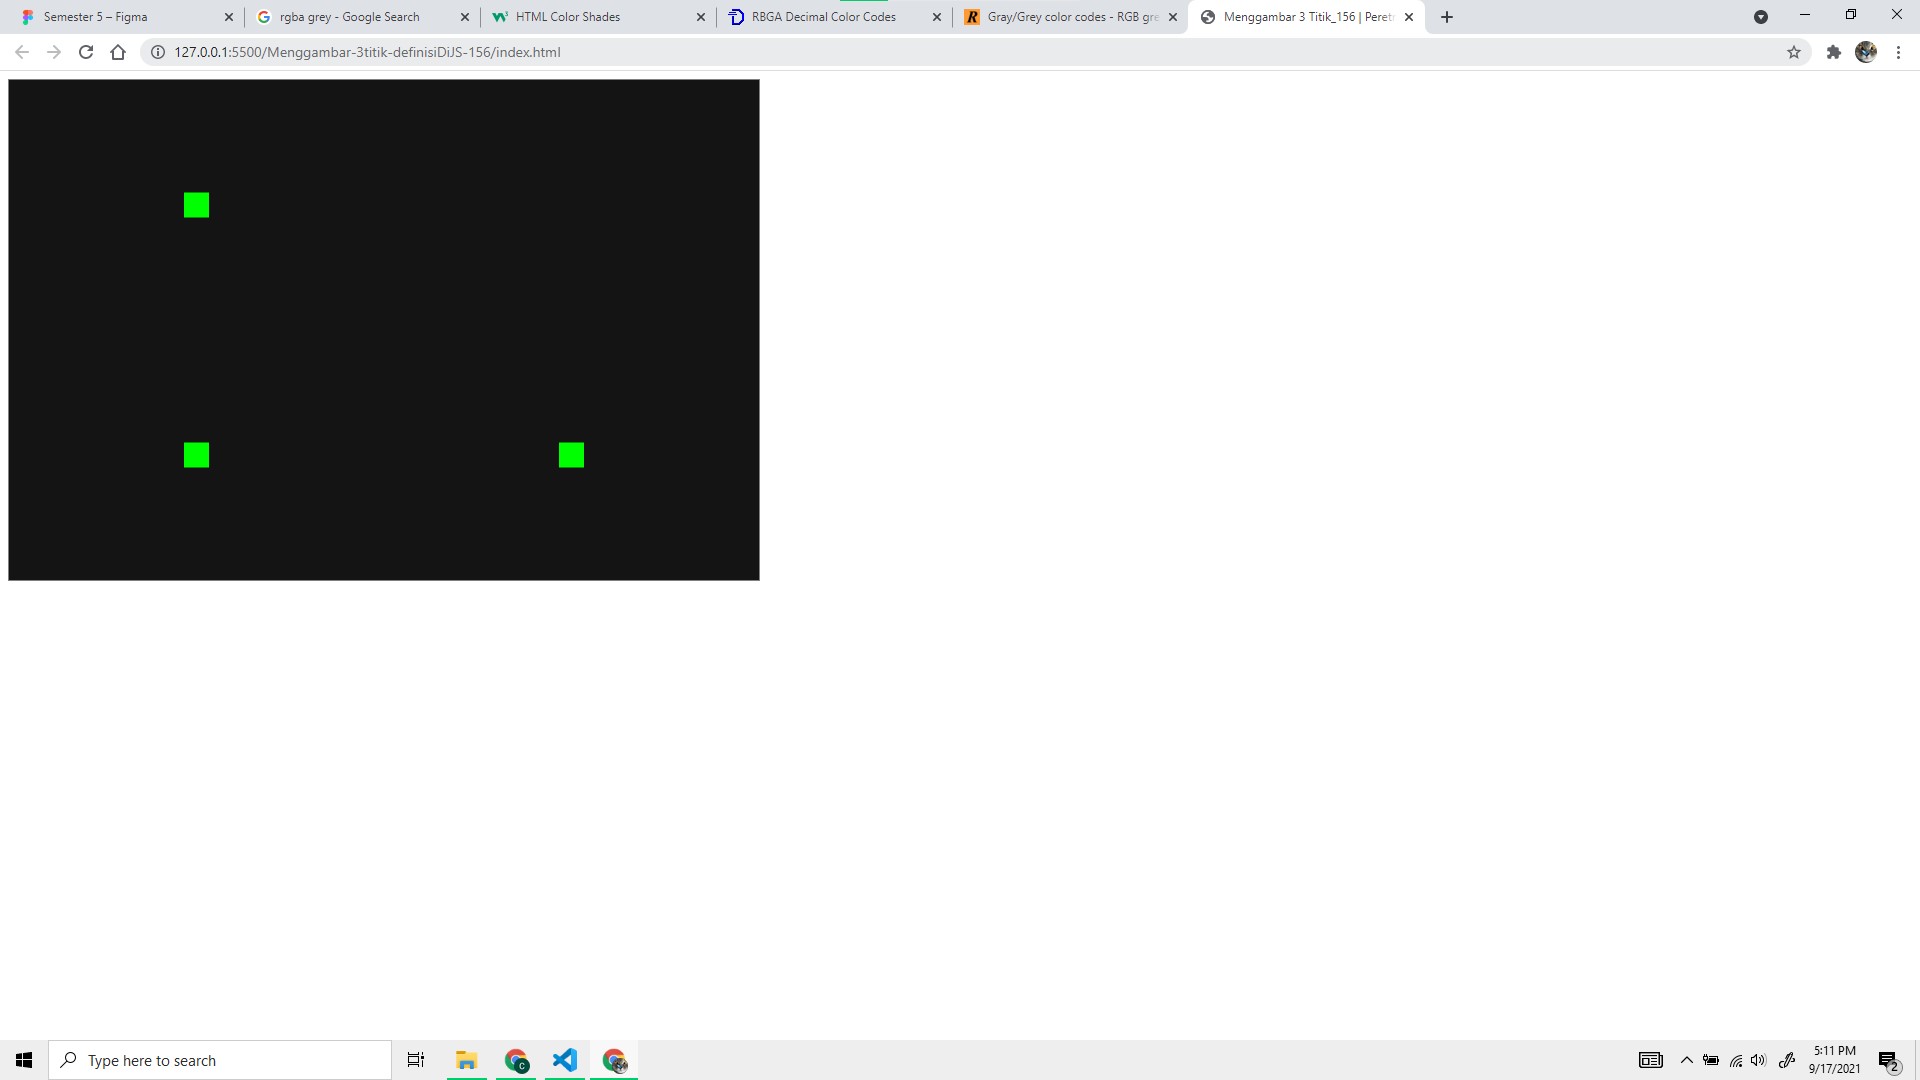 Semester 5 – Figma
rgba grey - Google Search
HTML Color Shades
RBGA Decimal Color Codes
Gray/Grey color codes - RGB gre
Menggambar 3 Titik_156 | Peret
127.0.0.1:5500/Menggambar-3titik-definisiDiJS-156/index.html
Type here to search
5:11 PM
9/17/2021
2